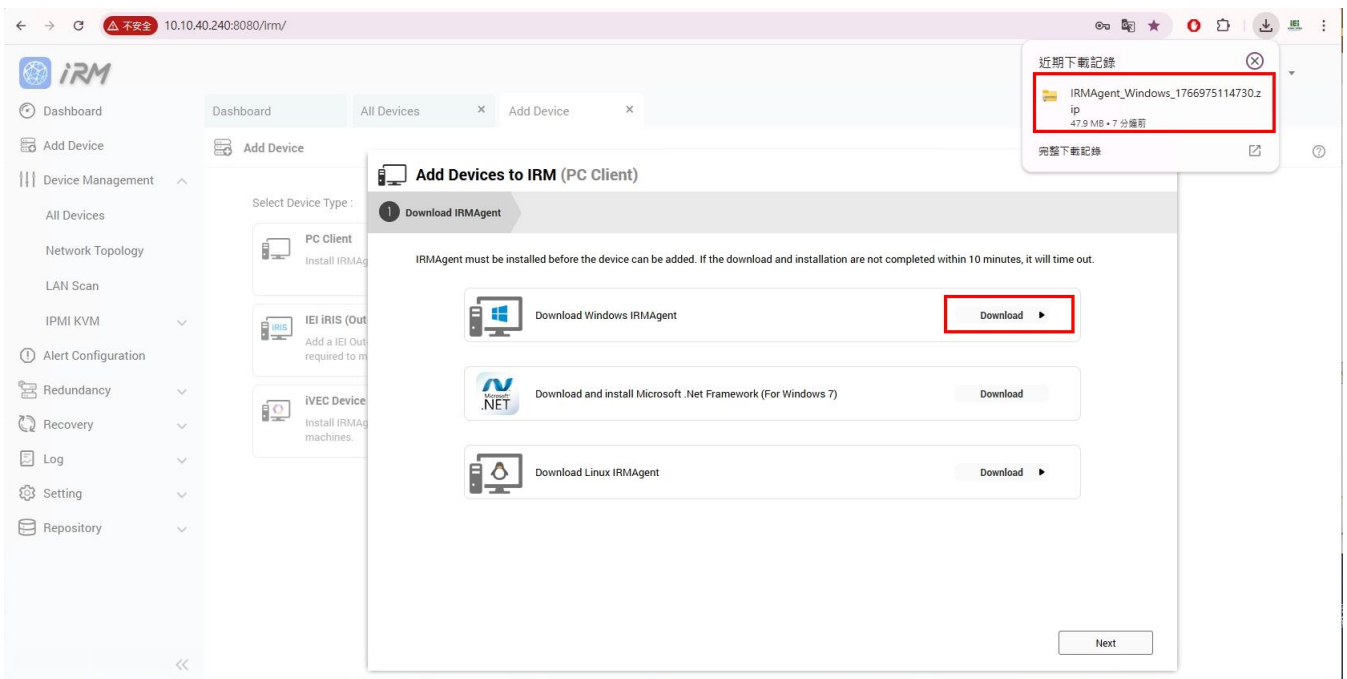 不安全 10.10.40.240:8080/irm/
近期下載記錄
IRMAgent_Windows_1766975114730.z
ip
47.9 MB • 7 分鐘前
完整下載記錄
iRM
Dashboard
Add Device
Device Management
All Devices
Network Topology
LAN Scan
IPMI KVM
Alert Configuration
Redundancy
Recovery
Log
Setting
Repository
Dashboard All Devices Add Device
Add Device
Select Device Type :
PC Client
Install IRMAg
iRIS
IEI iRIS (Out
Add a IEI Out
required to m
iVEC Device
Install IRMAg
machines.
Add Devices to IRM (PC Client)
1 Download IRMAgent
IRMAgent must be installed before the device can be added. If the download and installation are not completed within 10 minutes, it will time out.
Download Windows IRMAgent Download
Microsoft
.NET
Download and install Microsoft .Net Framework (For Windows 7) Download
Download Linux IRMAgent Download
Next